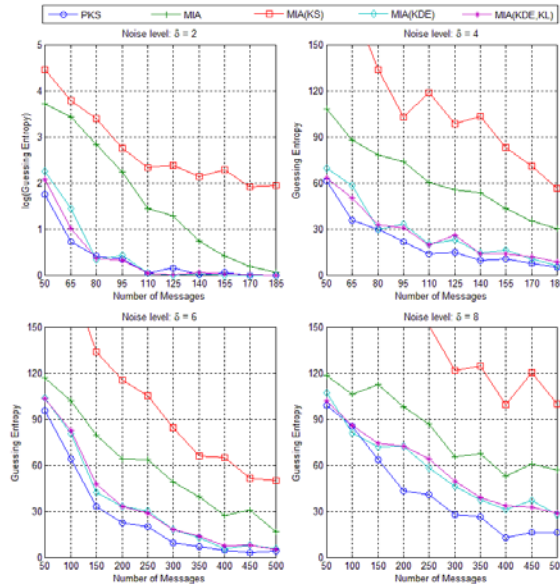 PKS MIA MIA(KS) MIA(KDE) MIA(KDE,KL)
Noise level: δ = 2
log(Guessing Entropy)
5
4
3
2
1
0
50 65 80 95 110 125 140 155 170 185
Number of Messages
Noise level: δ = 4
Guessing Entropy
150
120
90
60
30
0
50 65 80 95 110 125 140 155 170 185
Number of Messages
Noise level: δ = 6
Guessing Entropy
150
120
90
60
30
0
50 100 150 200 250 300 350 400 450 500
Number of Messages
Noise level: δ = 8
Guessing Entropy
150
120
90
60
30
0
50 100 150 200 250 300 350 400 450 500
Number of Messages